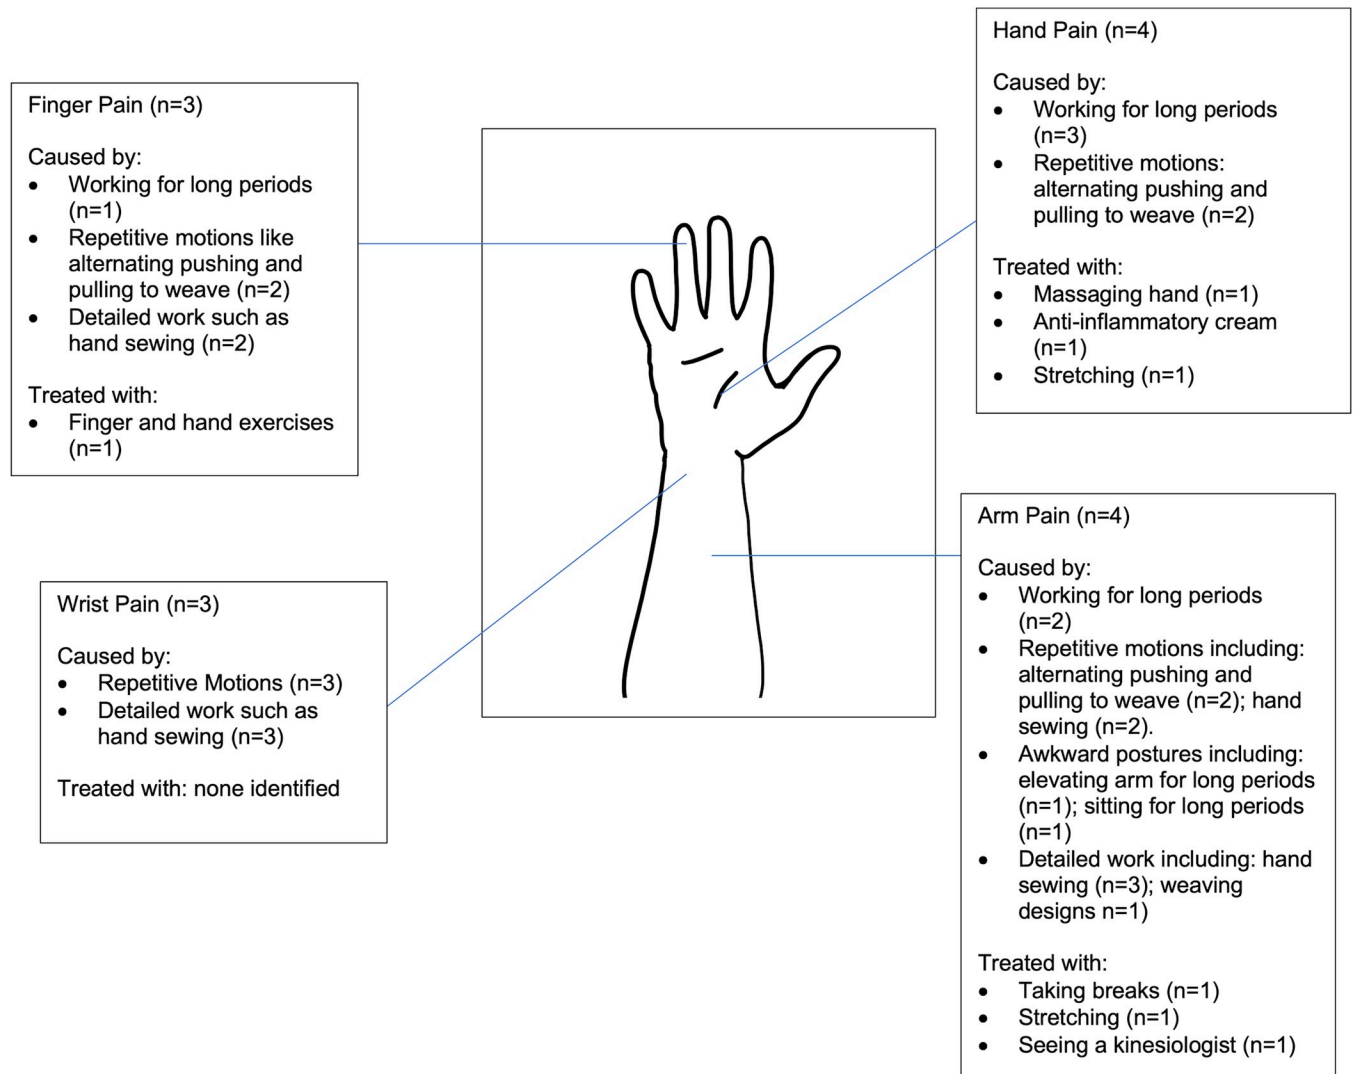 Finger Pain (n=3)
Caused by:
• Working for long periods
(n=1)
• Repetitive motions like
alternating pushing and
pulling to weave (n=2)
• Detailed work such as
hand sewing (n=2)
Treated with:
• Finger and hand exercises
(n=1)
Hand Pain (n=4)
Caused by:
• Working for long periods
(n=3)
• Repetitive motions:
alternating pushing and
pulling to weave (n=2)
Treated with:
• Massaging hand (n=1)
• Anti-inflammatory cream
(n=1)
• Stretching (n=1)
Wrist Pain (n=3)
Caused by:
• Repetitive Motions (n=3)
• Detailed work such as
hand sewing (n=3)
Treated with: none identified
Arm Pain (n=4)
Caused by:
• Working for long periods
(n=2)
• Repetitive motions including:
alternating pushing and
pulling to weave (n=2); hand
sewing (n=2).
• Awkward postures including:
elevating arm for long periods
(n=1); sitting for long periods
(n=1)
• Detailed work including: hand
sewing (n=3); weaving
designs n=1)
Treated with:
• Taking breaks (n=1)
• Stretching (n=1)
• Seeing a kinesiologist (n=1)